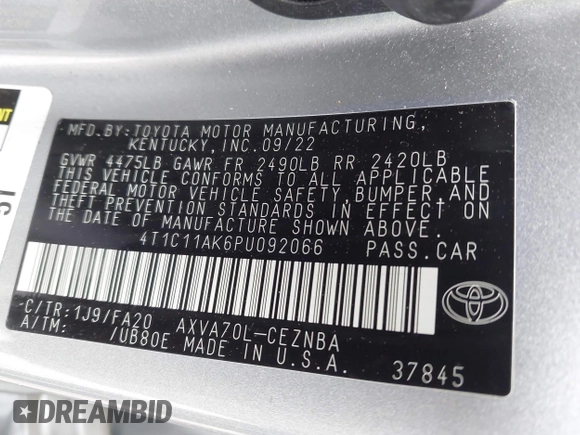 MFD.BY:TOYOTA MOTOR MANUFACTURING,
KENTUCKY, INC.09/22
GVWR 4475LB GAWR FR 2490LB RR 2420LB
THIS VEHICLE CONFORMS TO ALL APPLICABLE
FEDERAL MOTOR VEHICLE SAFETY, BUMPER, AND
THEFT PREVENTION STANDARDS IN EFFECT ON
THE DATE OF MANUFACTURE SHOWN ABOVE.
4T1C11AK6PU092066 PASS.CAR
C/TR:1J9/FA20 AXVA70L-CEZNBA
A/TM: /UB80E MADE IN U.S.A.
37845
DREAMBID